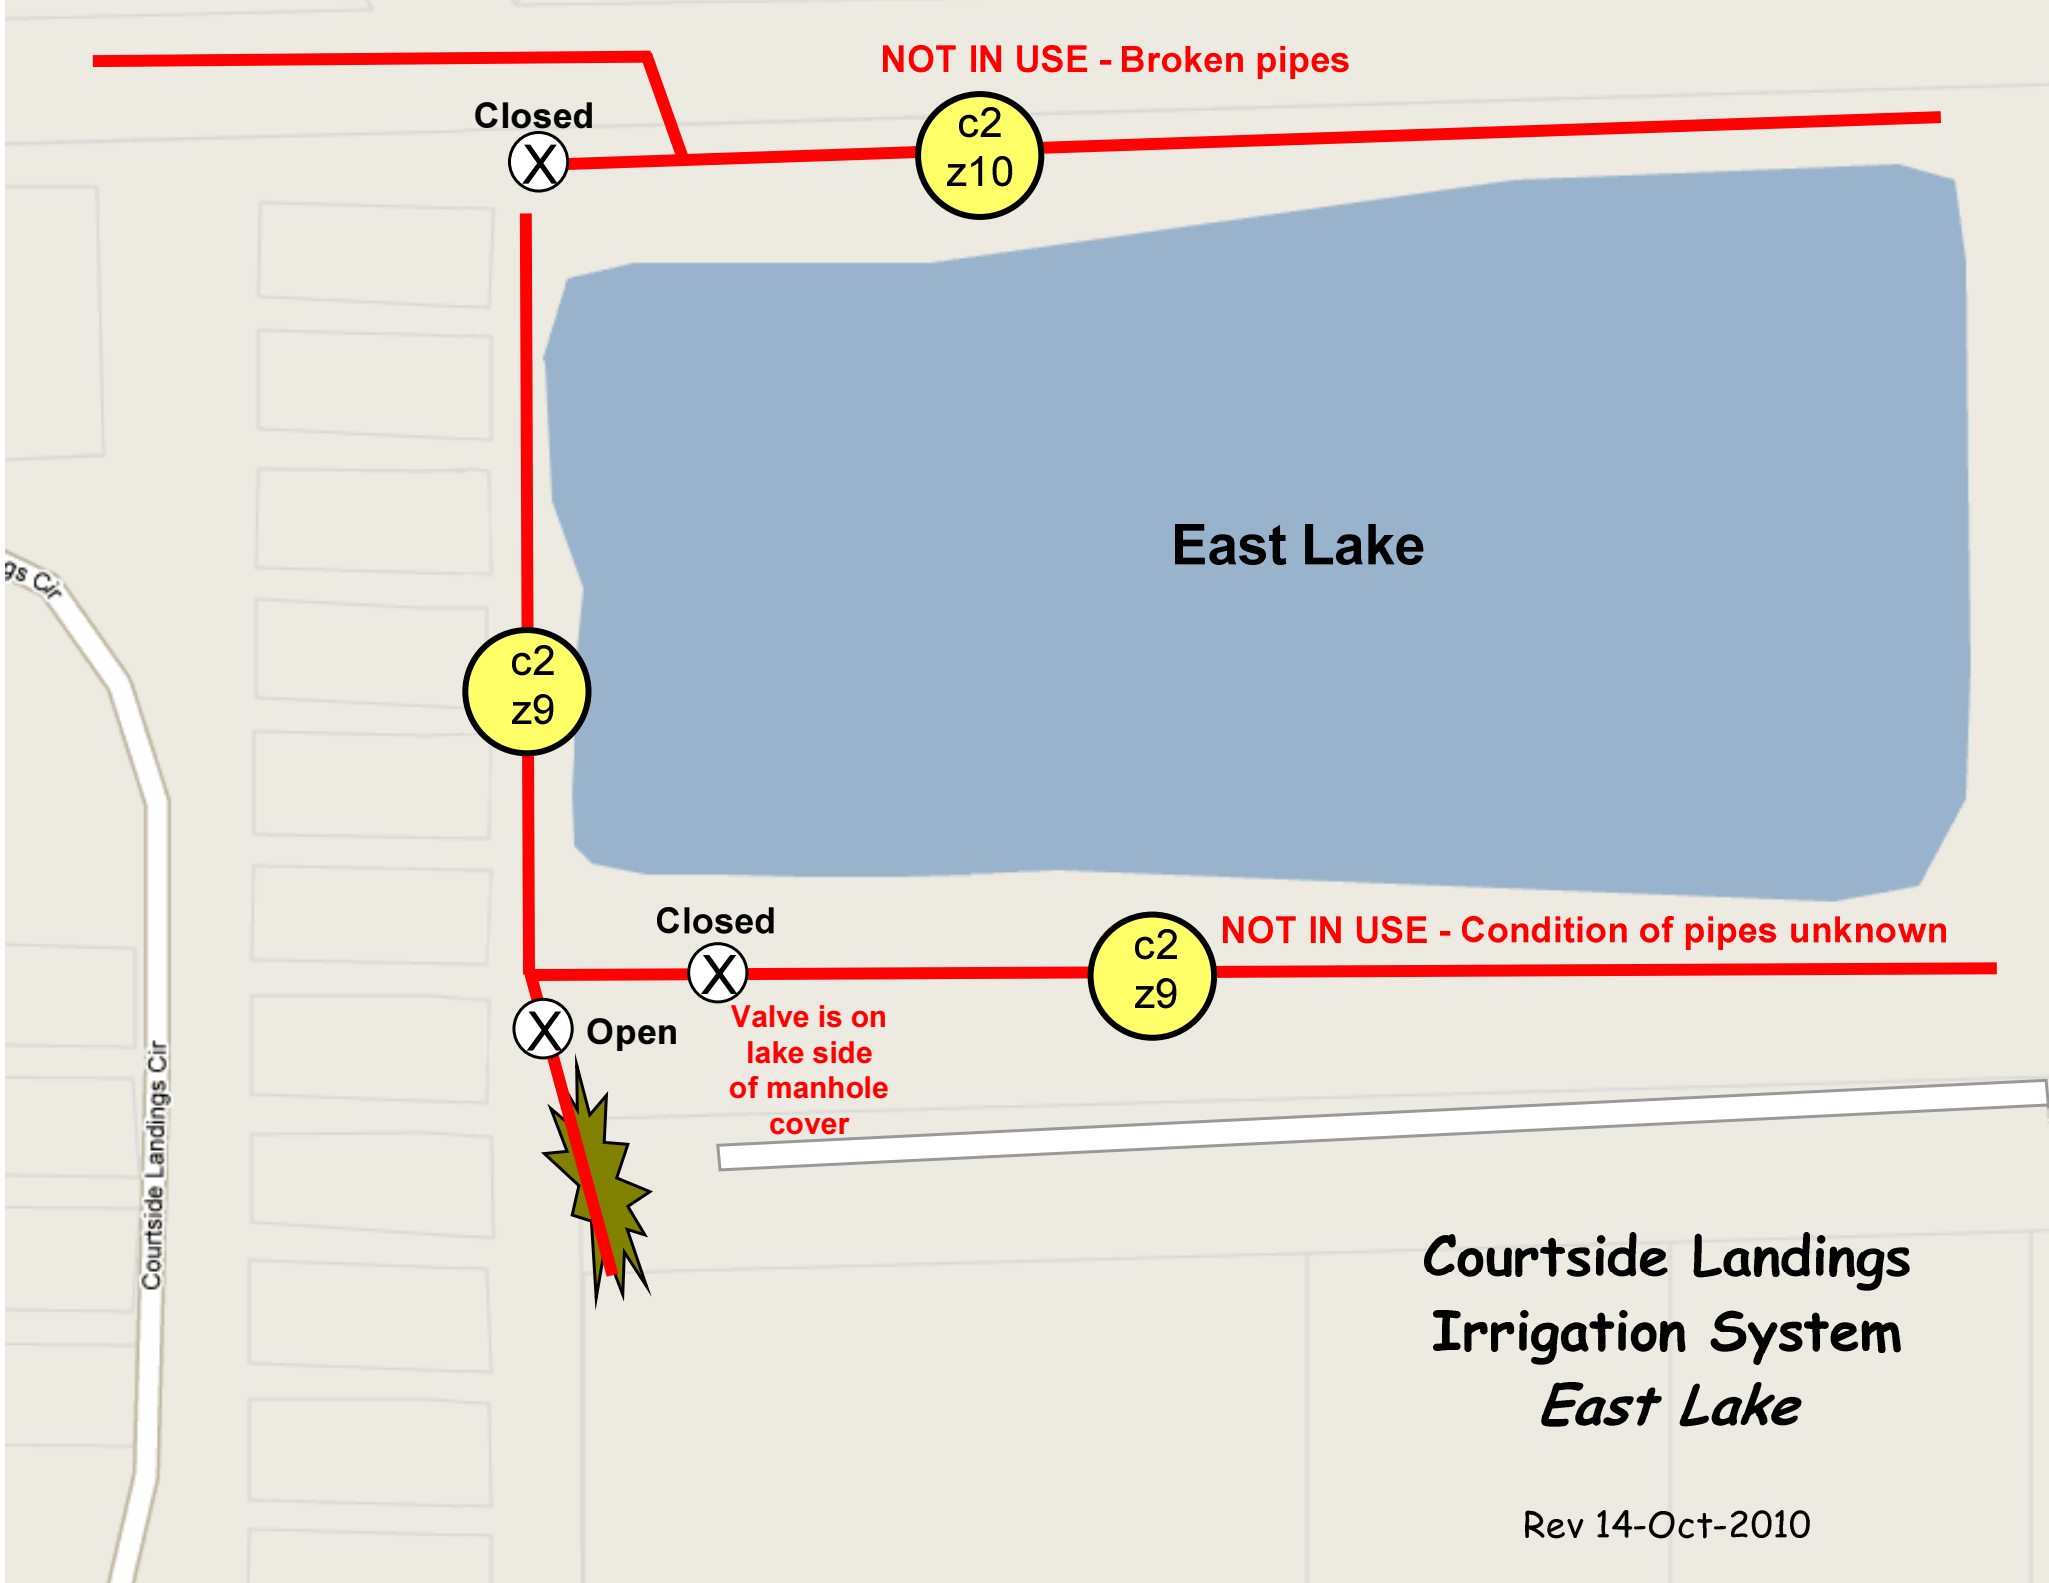 NOT IN USE - Broken pipes
Closed
X
c2
z10
East Lake
gs Cir
c2
z9
Closed
X
c2
z9
NOT IN USE - Condition of pipes unknown
X
Open
Valve is on
lake side
of manhole
cover
Courtside Landings Cir
Courtside Landings
Irrigation System
East Lake
Rev 14-Oct-2010